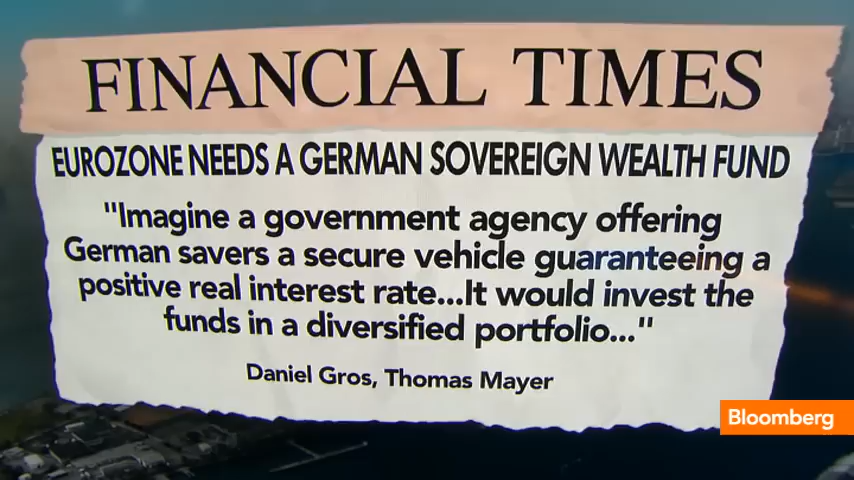 FINANCIAL TIMES
EUROZONE NEEDS A GERMAN SOVEREIGN WEALTH FUND
"Imagine a government agency offering
German savers a secure vehicle guaranteeing a
positive real interest rate...It would invest the
funds in a diversified portfolio..."
Daniel Gros, Thomas Mayer
Bloomberg